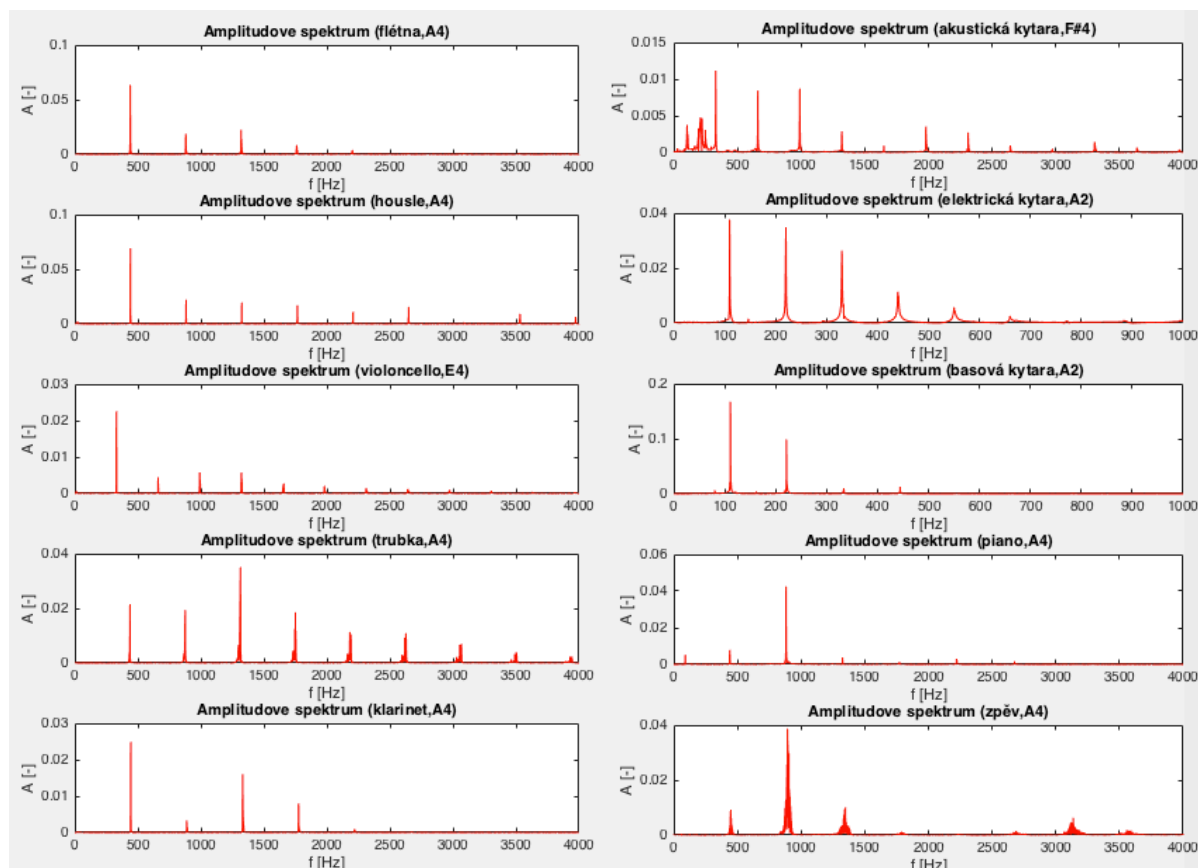 Amplitudove spektrum (flétna,A4)
0.1
0.05
0
A [-]
0 500 1000 1500 2000 2500 3000 3500 4000
f [Hz]
Amplitudove spektrum (housle,A4)
0.1
0.05
0
A [-]
0 500 1000 1500 2000 2500 3000 3500 4000
f [Hz]
Amplitudove spektrum (violoncello,E4)
0.03
0.02
0.01
0
A [-]
0 500 1000 1500 2000 2500 3000 3500 4000
f [Hz]
Amplitudove spektrum (trubka,A4)
0.04
0.02
0
A [-]
0 500 1000 1500 2000 2500 3000 3500 4000
f [Hz]
Amplitudove spektrum (klarinet,A4)
0.03
0.02
0.01
0
A [-]
0 500 1000 1500 2000 2500 3000 3500 4000
f [Hz]
Amplitudove spektrum (akustická kytara,F#4)
0.015
0.01
0.005
0
A [-]
0 500 1000 1500 2000 2500 3000 3500 4000
f [Hz]
Amplitudove spektrum (elektrická kytara,A2)
0.04
0.02
0
A [-]
0 100 200 300 400 500 600 700 800 900 1000
f [Hz]
Amplitudove spektrum (basová kytara,A2)
0.2
0.1
0
A [-]
0 100 200 300 400 500 600 700 800 900 1000
f [Hz]
Amplitudove spektrum (piano,A4)
0.06
0.04
0.02
0
A [-]
0 500 1000 1500 2000 2500 3000 3500 4000
f [Hz]
Amplitudove spektrum (zpěv,A4)
0.04
0.02
0
A [-]
0 500 1000 1500 2000 2500 3000 3500 4000
f [Hz]